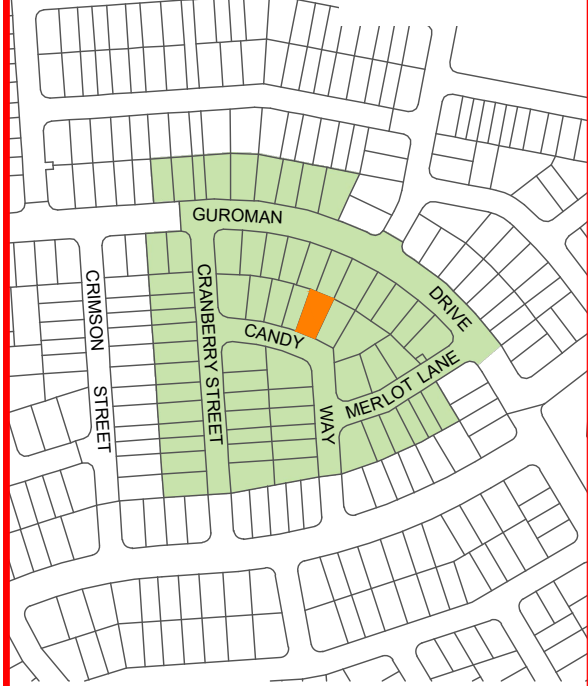 GUROMAN
DRIVE
CRIMSON
STREET
CRANBERRY STREET
CANDY
WAY
MERLOT LANE